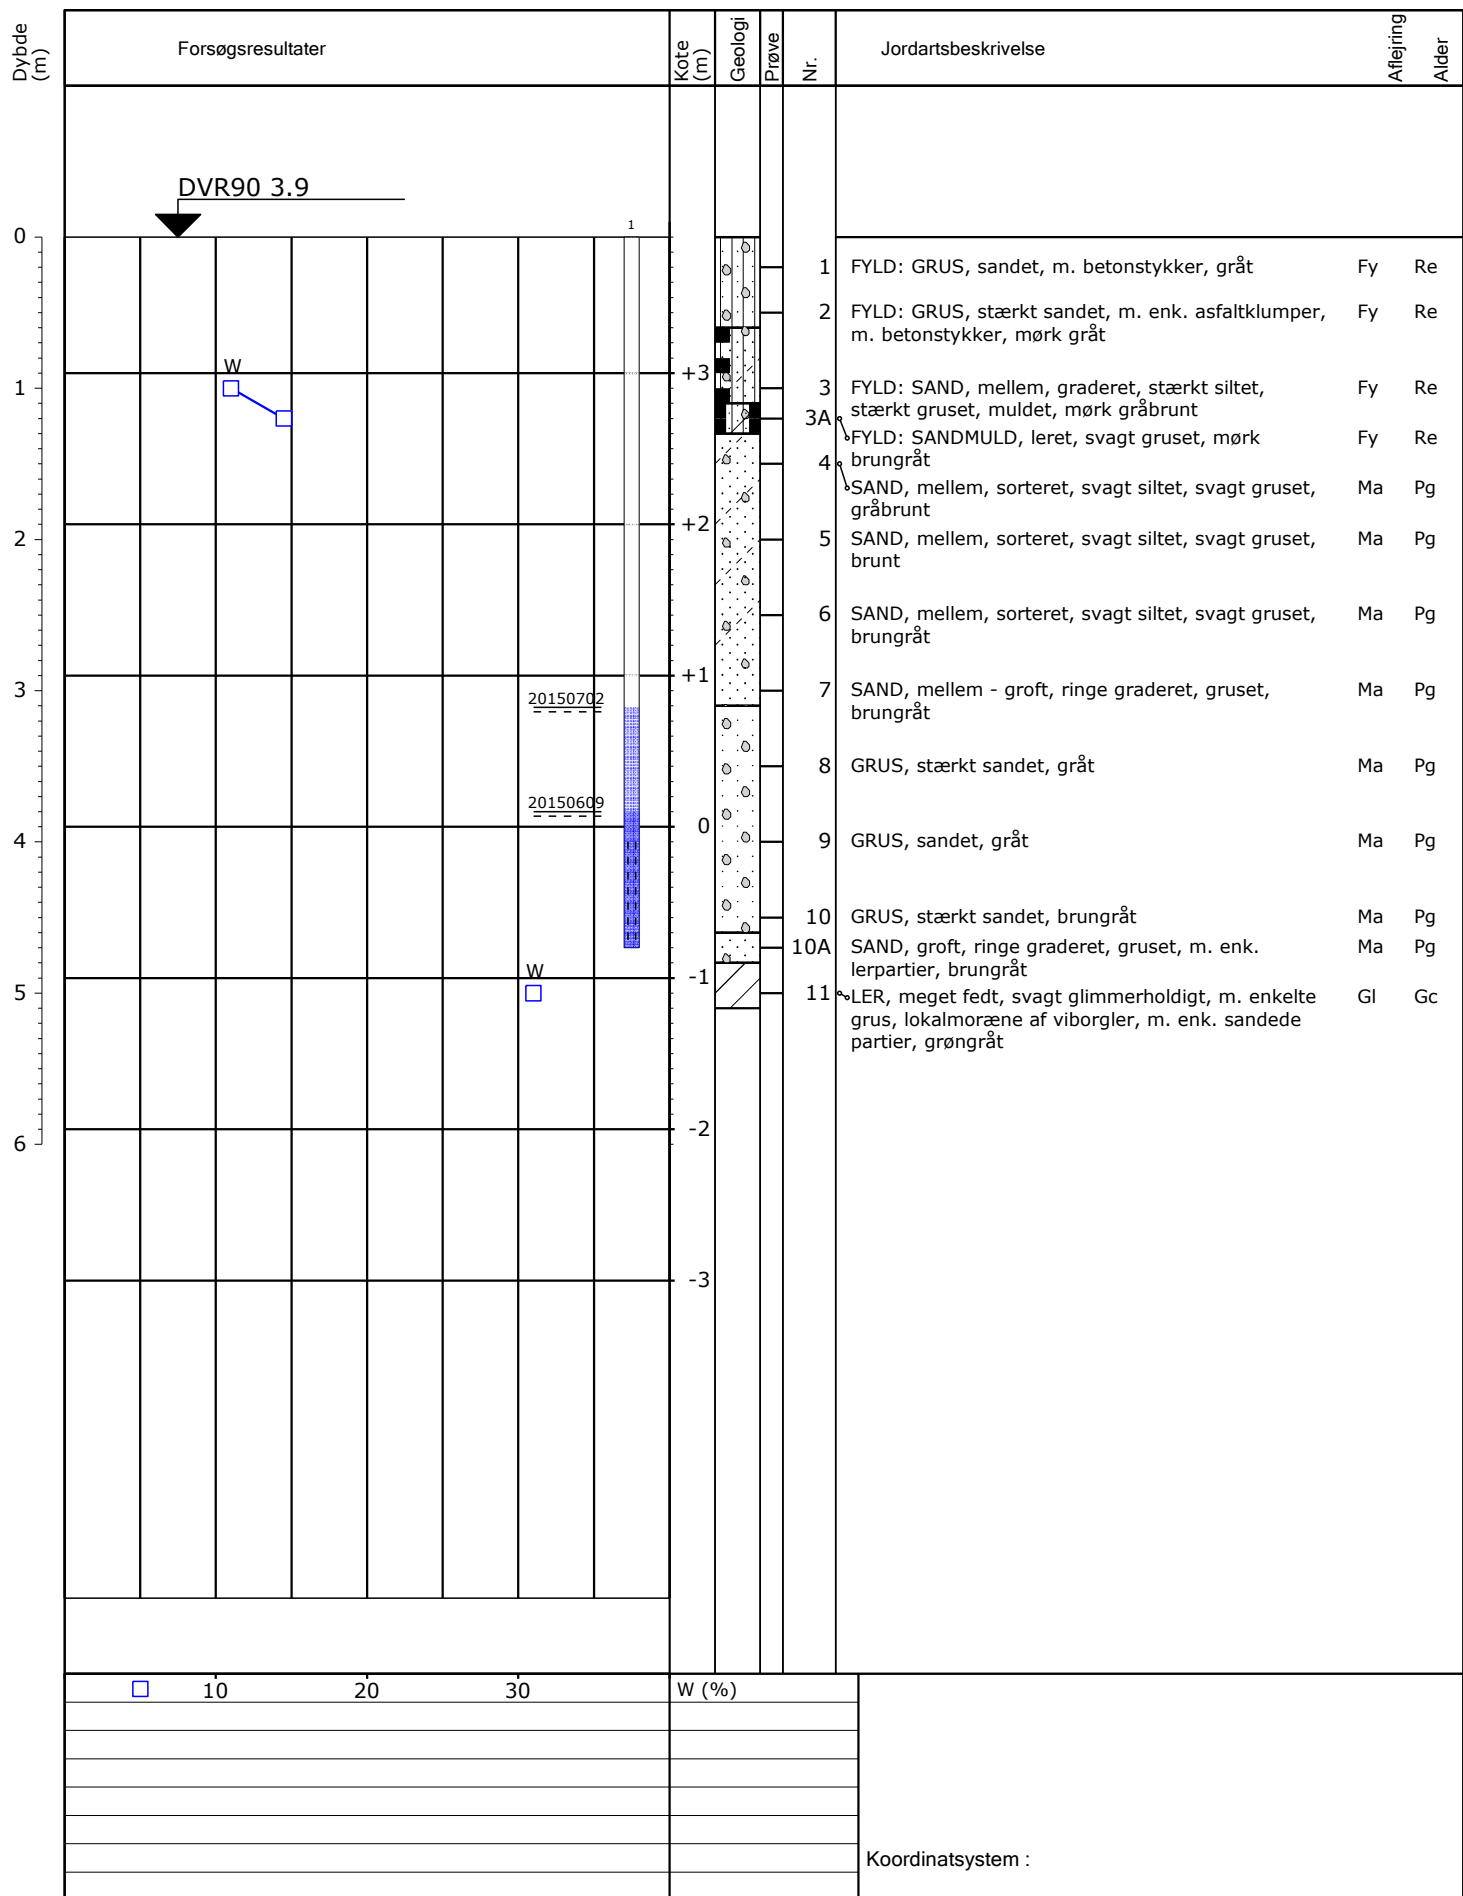 Dybde
(m)
Forsøgsresultater
Kote
(m)
Geologi
Prøve
Nr.
Jordartsbeskrivelse
Aflejring
Alder
DVR90 3.9
1
0
1 FYLD: GRUS, sandet, m. betonstykker, gråt Fy Re
2 FYLD: GRUS, stærkt sandet, m. enk. asfaltklumper, Fy Re
m. betonstykker, mørk gråt
W
+3
1
3 FYLD: SAND, mellem, graderet, stærkt siltet, Fy Re
stærkt gruset, muldet, mørk gråbrunt
3A FYLD: SANDMULD, leret, svagt gruset, mørk Fy Re
brungråt
4 SAND, mellem, sorteret, svagt siltet, svagt gruset, Ma Pg
gråbrunt
+2
2
5 SAND, mellem, sorteret, svagt siltet, svagt gruset, Ma Pg
brunt
6 SAND, mellem, sorteret, svagt siltet, svagt gruset, Ma Pg
brungråt
+1
3
20150702
7 SAND, mellem - groft, ringe graderet, gruset, Ma Pg
brungråt
8 GRUS, stærkt sandet, gråt Ma Pg
20150609
0
4
9 GRUS, sandet, gråt Ma Pg
10 GRUS, stærkt sandet, brungråt Ma Pg
10A SAND, groft, ringe graderet, gruset, m. enk. Ma Pg
lerpartier, brungråt
W
-1
5
11 LER, meget fedt, svagt glimmerholdigt, m. enkelte Gl Gc
grus, lokalmoræne af viborgler, m. enk. sandede
partier, grøngråt
-2
6
-3
10 20 30 W (%)
Koordinatsystem :